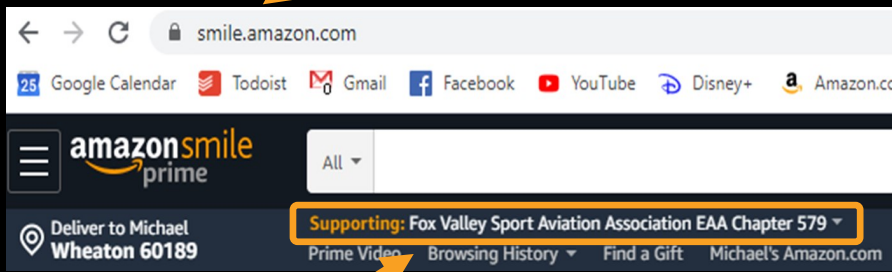 smile.amazon.com
25 Google Calendar Todoist 0 Gmail Facebook YouTube Disney+ a Amazon.co
amazonsmile
prime
All
Supporting: Fox Valley Sport Aviation Association EAA Chapter 579
Deliver to Michael
Wheaton 60189
Prime Video Browsing History Find a Gift Michael's Amazon.com